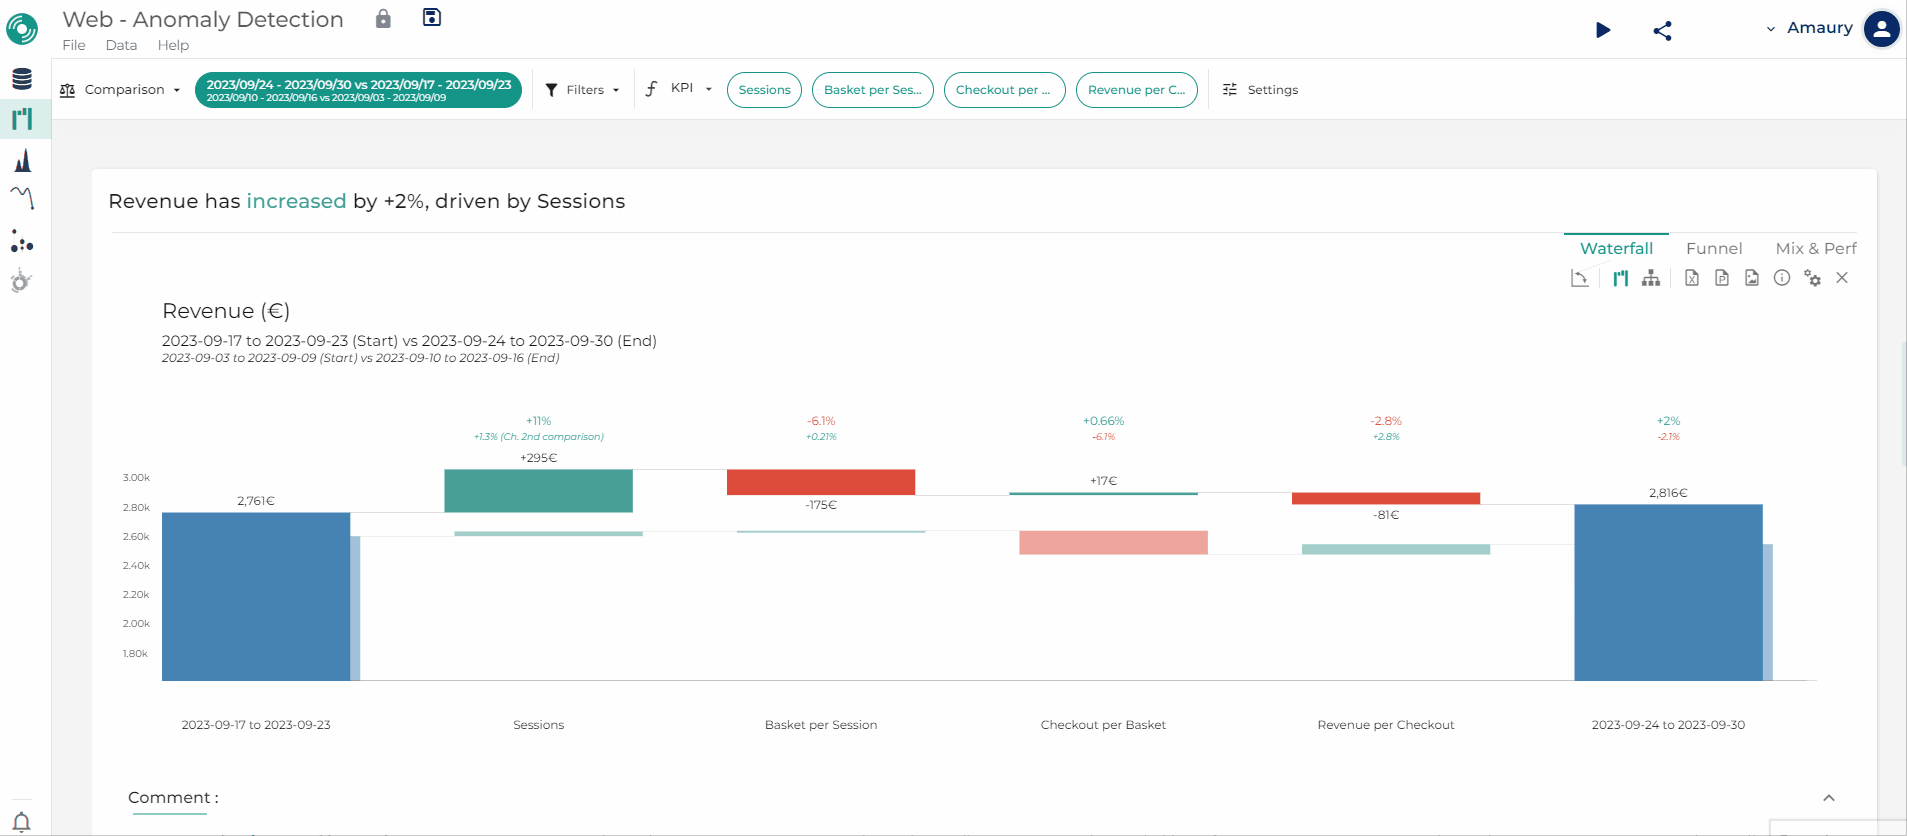 Web - Anomaly Detection
File Data Help
Amaury
Comparison
2023/09/24 - 2023/09/30 vs 2023/09/17 - 2023/09/23
2023/09/10 - 2023/09/16 vs 2023/09/03 - 2023/09/09
Filters
KPI
Sessions
Basket per Ses...
Checkout per ...
Revenue per C...
Settings
Revenue has increased by +2%, driven by Sessions
Waterfall Funnel Mix & Perf
Revenue (€)
2023-09-17 to 2023-09-23 (Start) vs 2023-09-24 to 2023-09-30 (End)
2023-09-03 to 2023-09-09 (Start) vs 2023-09-10 to 2023-09-16 (End)
+11% -6.1% +0.66% -2.8% +2%
+1.3% (Ch. 2nd comparison) +0.21% -6.1% +2.8% -2.1%
+295€
3.00k
2,761€
-175€
+17€
-81€
2,816€
2.80k
2.60k
2.40k
2.20k
2.00k
1.80k
2023-09-17 to 2023-09-23 Sessions Basket per Session Checkout per Basket Revenue per Checkout 2023-09-24 to 2023-09-30
Comment :